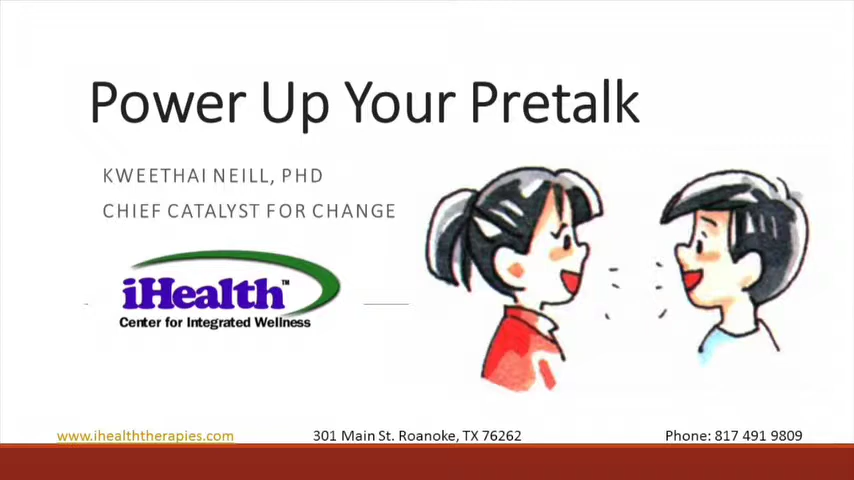 Power Up Your Pretalk
KWEETHAI NEILL, PHD
CHIEF CATALYST FOR CHANGE
iHealth™
Center for Integrated Wellness
www.ihealththerapies.com 301 Main St. Roanoke, TX 76262 Phone: 817 491 9809